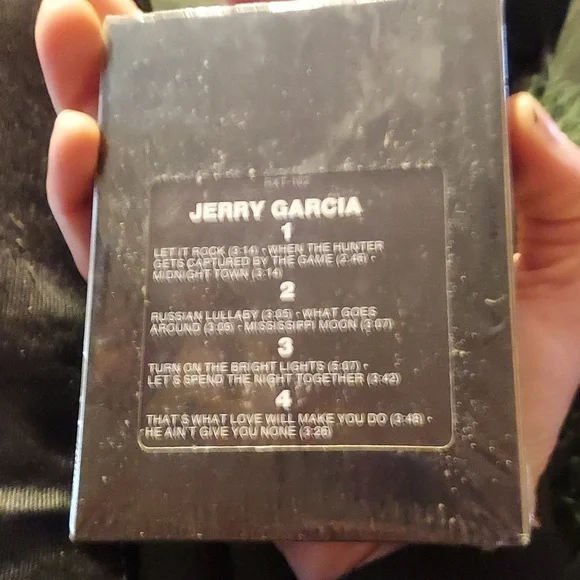 JERRY GARCIA
1
LET IT ROCK (3:14) • WHEN THE HUNTER
GETS CAPTURED BY THE GAME (3:46) •
MIDNIGHT TOWN (3:14)
2
RUSSIAN LULLABY (3:05) • WHAT GOES
AROUND (3:06) • MISSISSIPPI MOON (3:07)
3
TURN ON THE BRIGHT LIGHTS (5:07) •
LET'S SPEND THE NIGHT TOGETHER (3:42)
4
THAT'S WHAT LOVE WILL MAKE YOU DO (3:48) •
HE AIN'T GIVE YOU NONE (3:26)